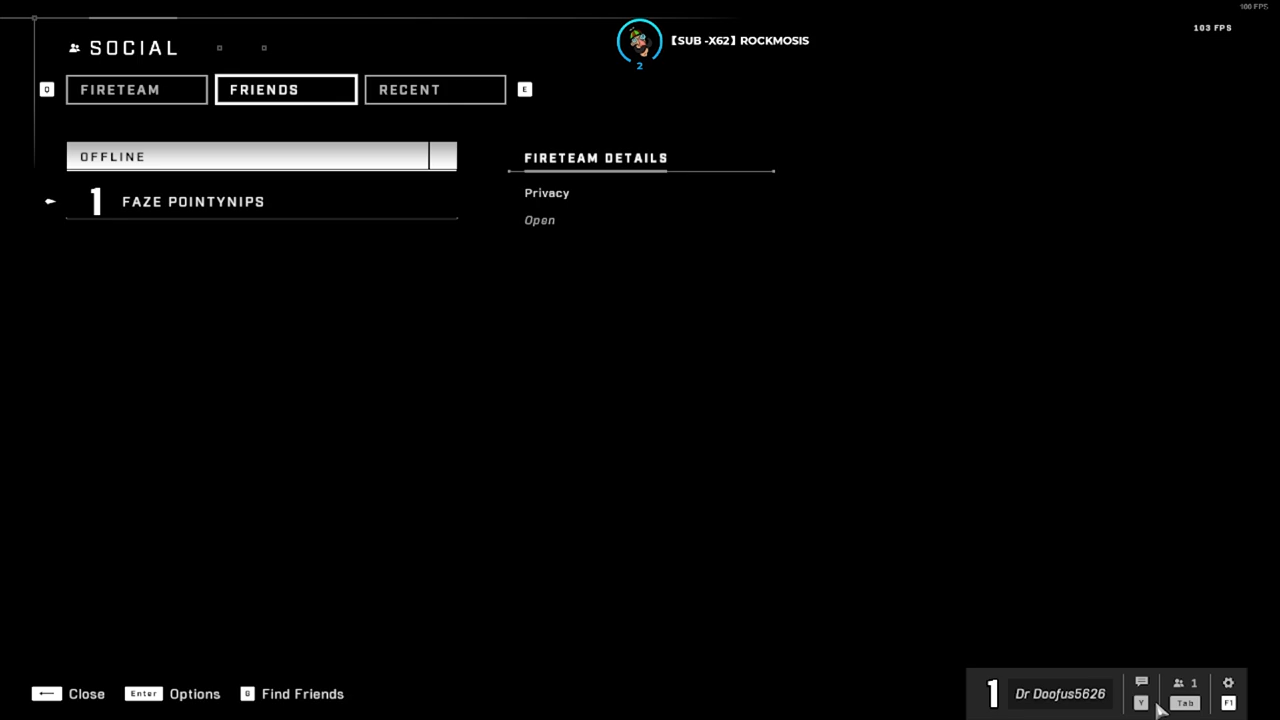 100 FPS
103 FPS
SOCIAL
【SUB -X62】ROCKMOSIS
2
Q FIRETEAM FRIENDS RECENT E
OFFLINE
1 FAZE POINTYNIPS
FIRETEAM DETAILS
Privacy
Open
Close Enter Options Find Friends
1 Dr Doofus5626 Y 1 Tab F1